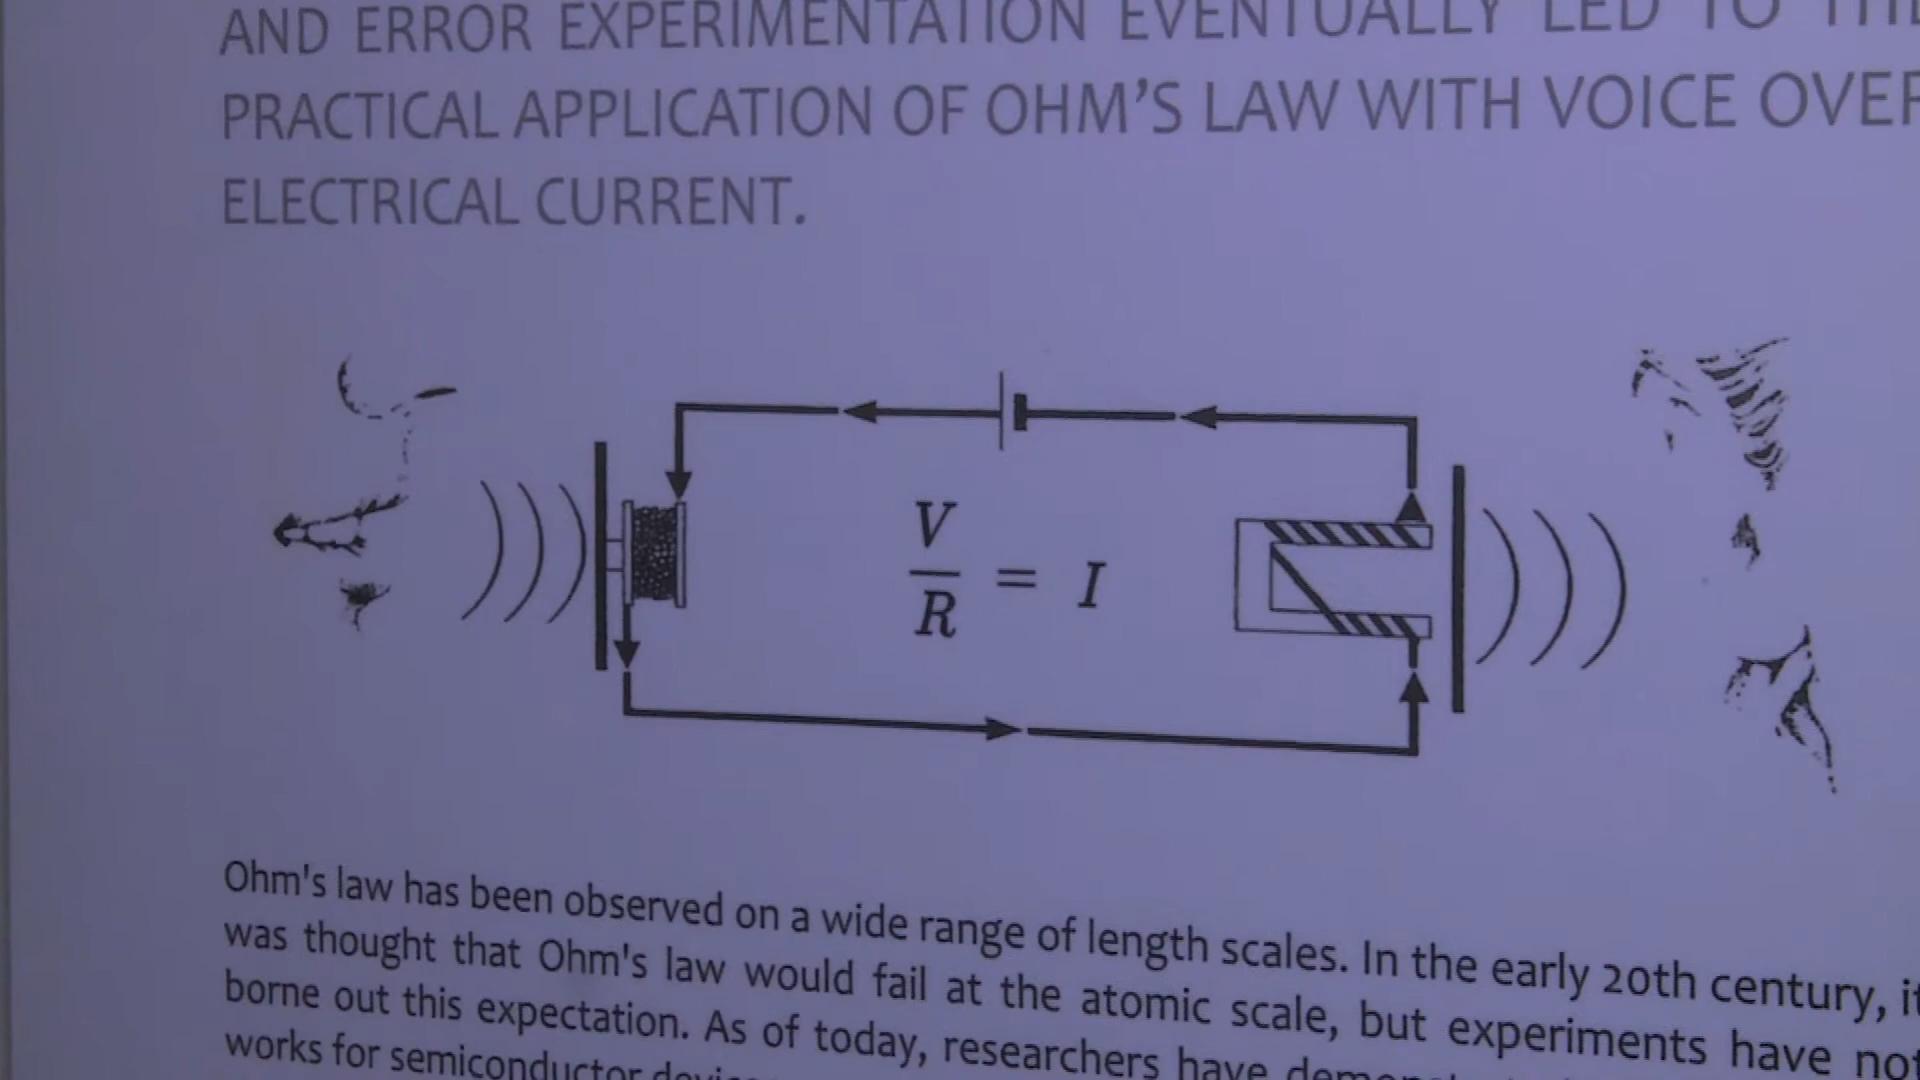 AND ERROR EXPERIMENTATION EVENTUALLY LED TO
PRACTICAL APPLICATION OF OHM'S LAW WITH VOICE OVER
ELECTRICAL CURRENT.
V
R = I
Ohm's law has been observed on a wide range of length scales. In the early 20th century, it
was thought that Ohm's law would fail at the atomic scale, but experiments have not
borne out this expectation. As of today, researchers have
works for semiconductor